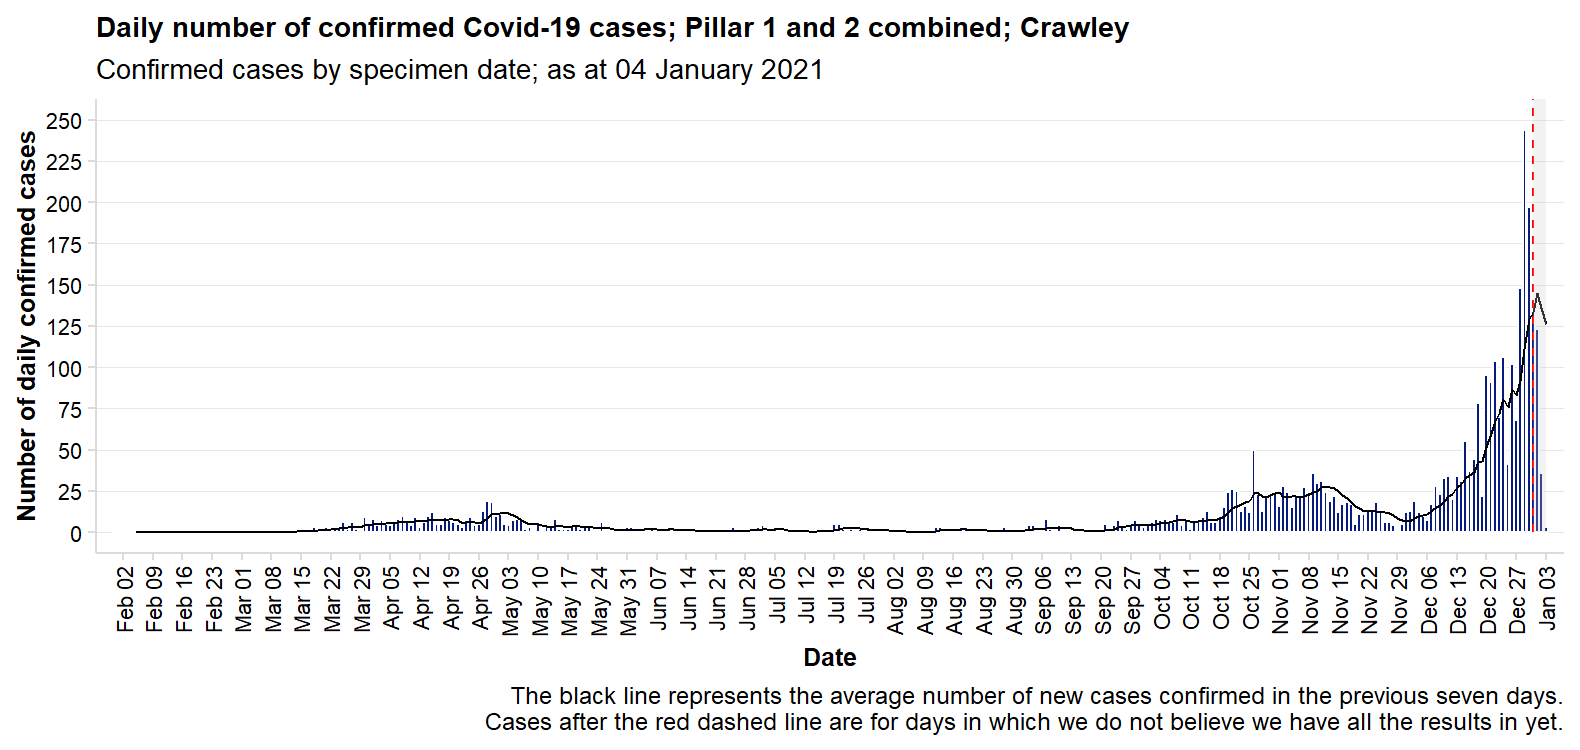 Daily number of confirmed Covid-19 cases; Pillar 1 and 2 combined; Crawley
Confirmed cases by specimen date; as at 04 January 2021
Number of daily confirmed cases
250
225
200
175
150
125
100
75
50
25
0
Feb 02
Feb 09
Feb 16
Feb 23
Mar 01
Mar 08
Mar 15
Mar 22
Mar 29
Apr 05
Apr 12
Apr 19
Apr 26
May 03
May 10
May 17
May 24
May 31
Jun 07
Jun 14
Jun 21
Jun 28
Jul 05
Jul 12
Jul 19
Jul 26
Aug 02
Aug 09
Aug 16
Aug 23
Aug 30
Sep 06
Sep 13
Sep 20
Sep 27
Oct 04
Oct 11
Oct 18
Oct 25
Nov 01
Nov 08
Nov 15
Nov 22
Nov 29
Dec 06
Dec 13
Dec 20
Dec 27
Jan 03
Date
The black line represents the average number of new cases confirmed in the previous seven days.
Cases after the red dashed line are for days in which we do not believe we have all the results in yet.